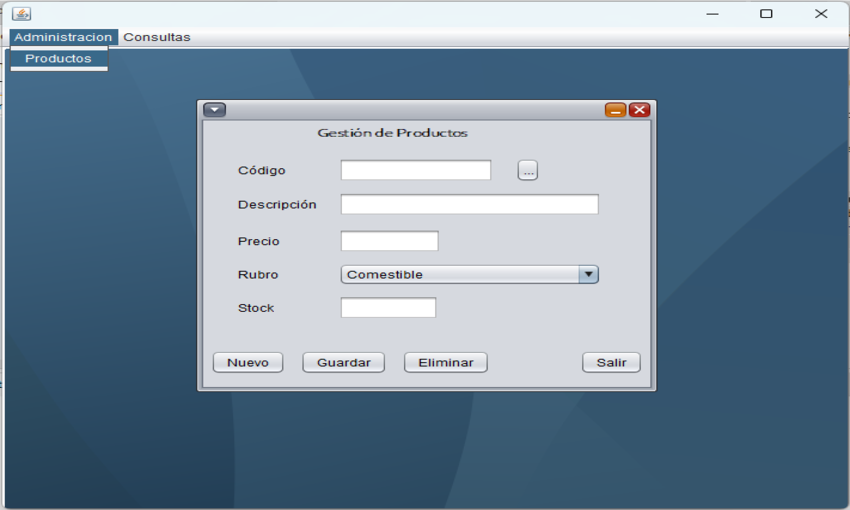 Administracion Consultas
Productos
Gestión de Productos
Código ...
Descripción
Precio
Rubro Comestible
Stock
Nuevo Guardar Eliminar Salir